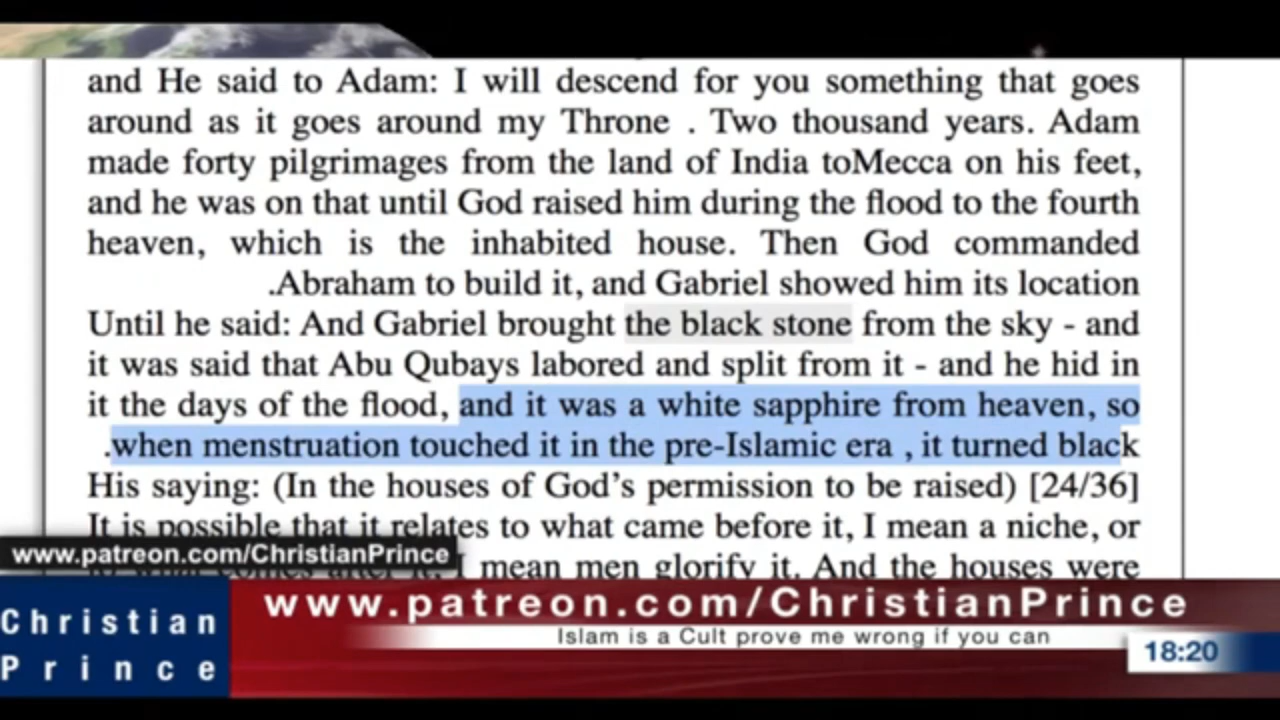 and He said to Adam: I will descend for you something that goes
around as it goes around my Throne . Two thousand years. Adam
made forty pilgrimages from the land of India toMecca on his feet,
and he was on that until God raised him during the flood to the fourth
heaven, which is the inhabited house. Then God commanded
.Abraham to build it, and Gabriel showed him its location
Until he said: And Gabriel brought the black stone from the sky - and
it was said that Abu Qubays labored and split from it - and he hid in
it the days of the flood, and it was a white sapphire from heaven, so
.when menstruation touched it in the pre-Islamic era , it turned black
His saying: (In the houses of God's permission to be raised) [24/36]
It is possible that it relates to what came before it, I mean a niche, or
mean men glorify it. And the houses were
www.patreon.com/ChristianPrince
www.patreon.com/ChristianPrince
Islam is a Cult prove me wrong if you can
Christian
Prince
18:20